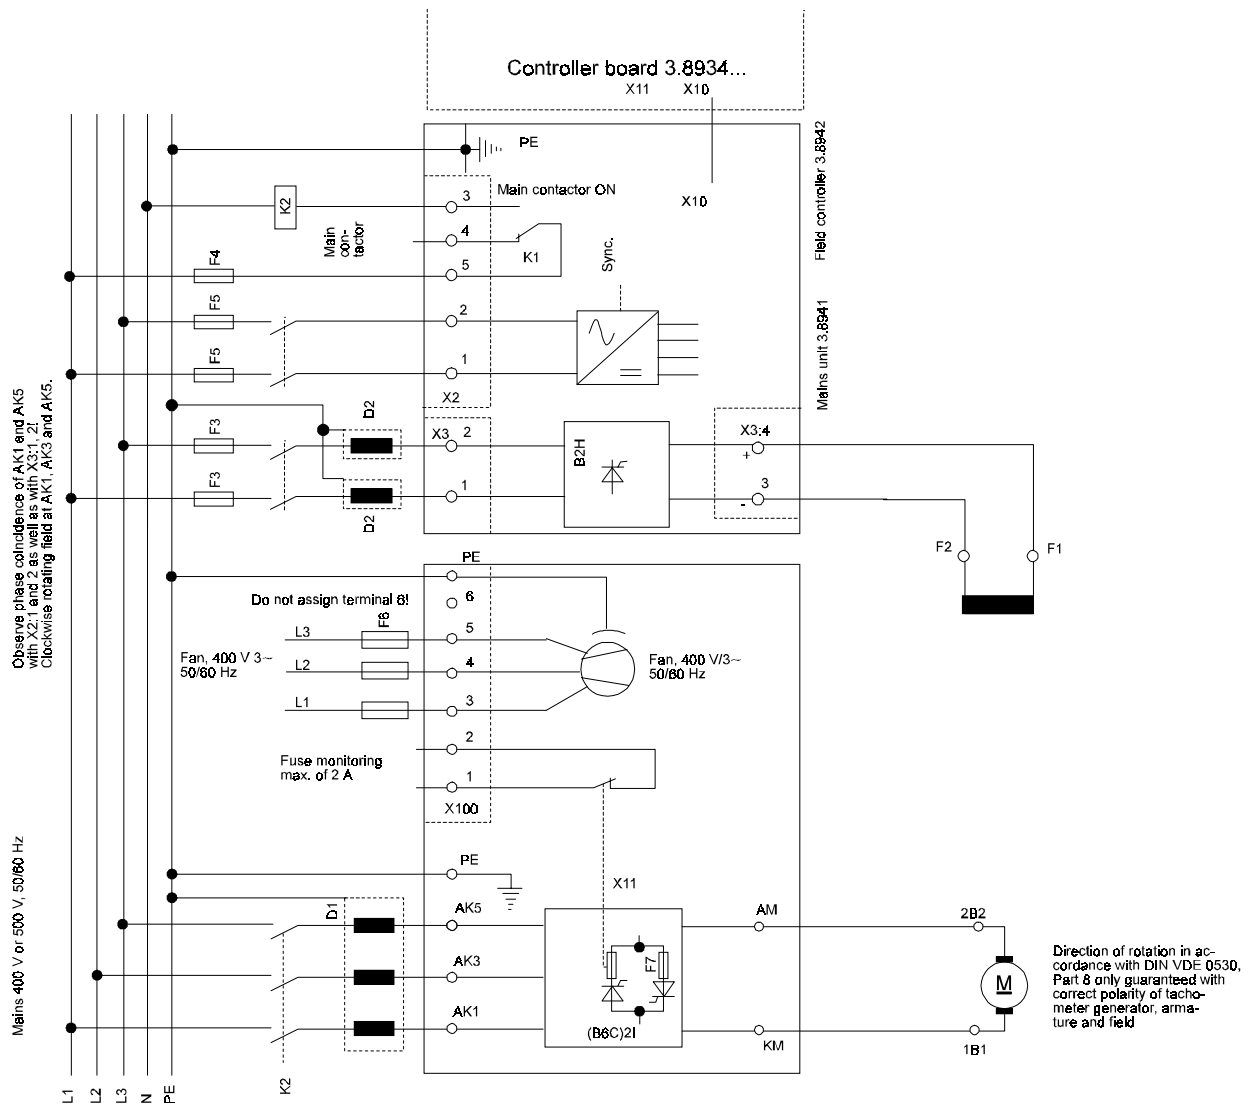 Controller board 3.8934...
X11
X10
PE
Main contactor ON
X10
Field controller 3.8942
K2
3
Main
con-
tactor
4
K1
Sync.
F4
5
F5
2
Mains unit 3.8941
F5
1
X2
Observe phase coincidence of AK1 and AK5
with X2:1 and 2 as well as with X3:1, 2!
Clockwise rotating field at AK1, AK3 and AK5.
D2
F3
X3
2
B2H
X3:4
+
F3
1
3
-
D2
F2
F1
PE
Do not assign terminal 6!
6
F6
L3
5
Fan, 400 V 3~
50/60 Hz
L2
4
Fan, 400 V/3~
50/60 Hz
L1
3
2
Fuse monitoring
max. of 2 A
1
X100
Mains 400 V or 500 V, 50/60 Hz
PE
X11
D1
AK5
AM
2B2
AK3
F7
M
Direction of rotation in ac-
cordance with DIN VDE 0530,
Part 8 only guaranteed with
correct polarity of tacho-
meter generator, arma-
ture and field
AK1
(B6C)2I
KM
1B1
K2
L1
L2
L3
N
PE